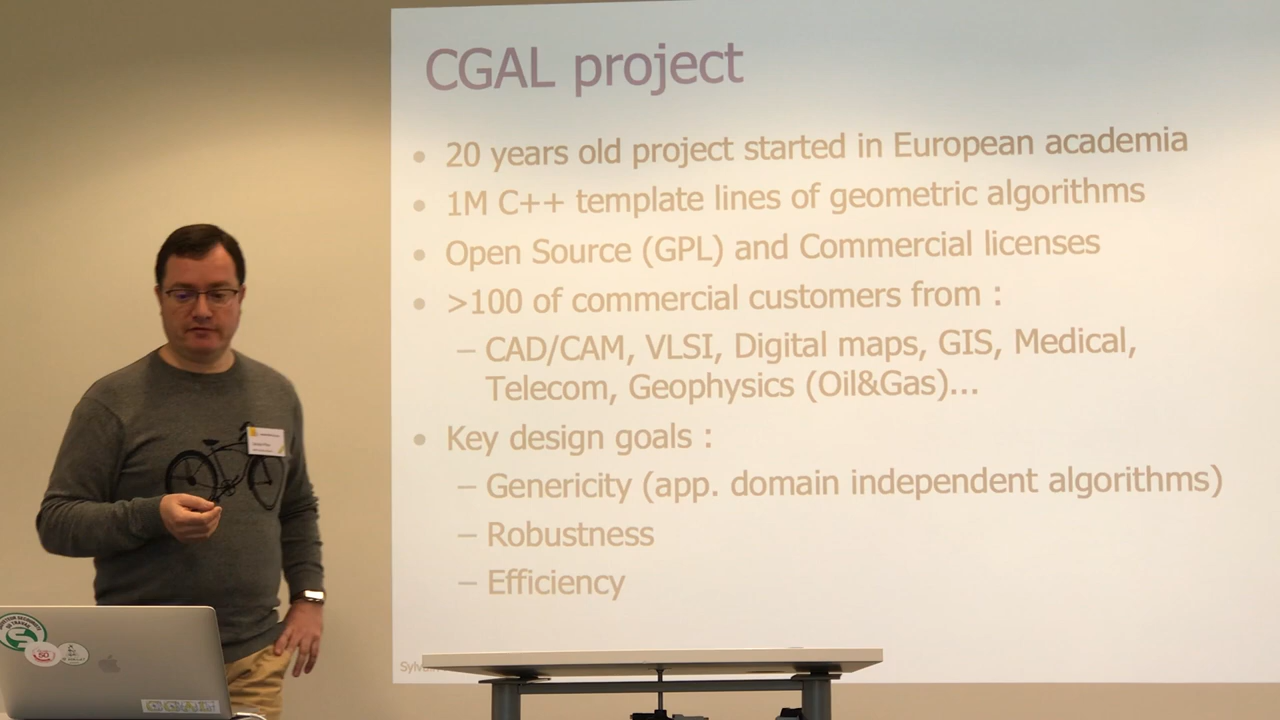 CGAL project
• 20 years old project started in European academia
• 1M C++ template lines of geometric algorithms
• Open Source (GPL) and Commercial licenses
• >100 of commercial customers from :
– CAD/CAM, VLSI, Digital maps, GIS, Medical,
Telecom, Geophysics (Oil&Gas)...
• Key design goals :
– Genericity (app. domain independent algorithms)
– Robustness
– Efficiency
CGAL